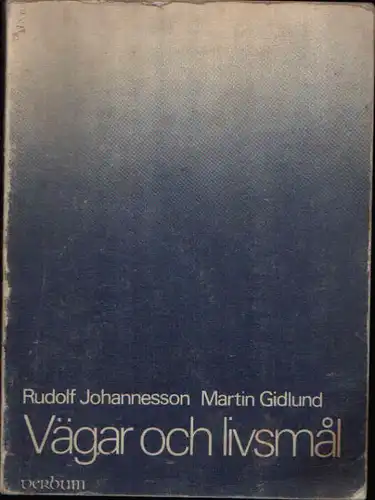 Rudolf Johannesson Martin Gidlund
Vägar och livsmål
verbum